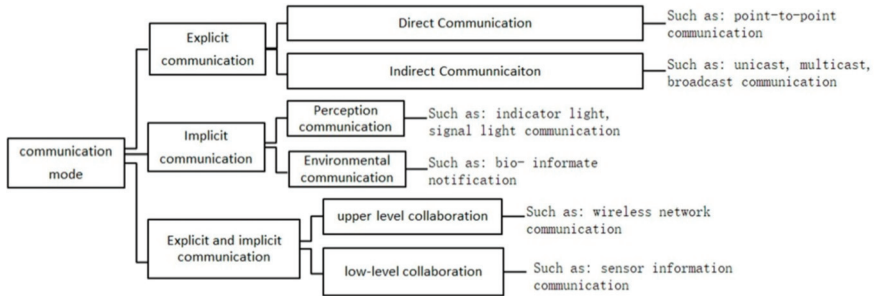 communication
mode
Explicit
communication
Direct Communication
Such as: point-to-point
communication
Indirect Communnicaiton
Such as: unicast, multicast,
broadcast communication
Implicit
communication
Perception
communication
Such as: indicator light,
signal light communication
Environmental
communication
Such as: bio- informate
notification
Explicit and implicit
communication
upper level collaboration
Such as: wireless network
communication
low-level collaboration
Such as: sensor information
communication